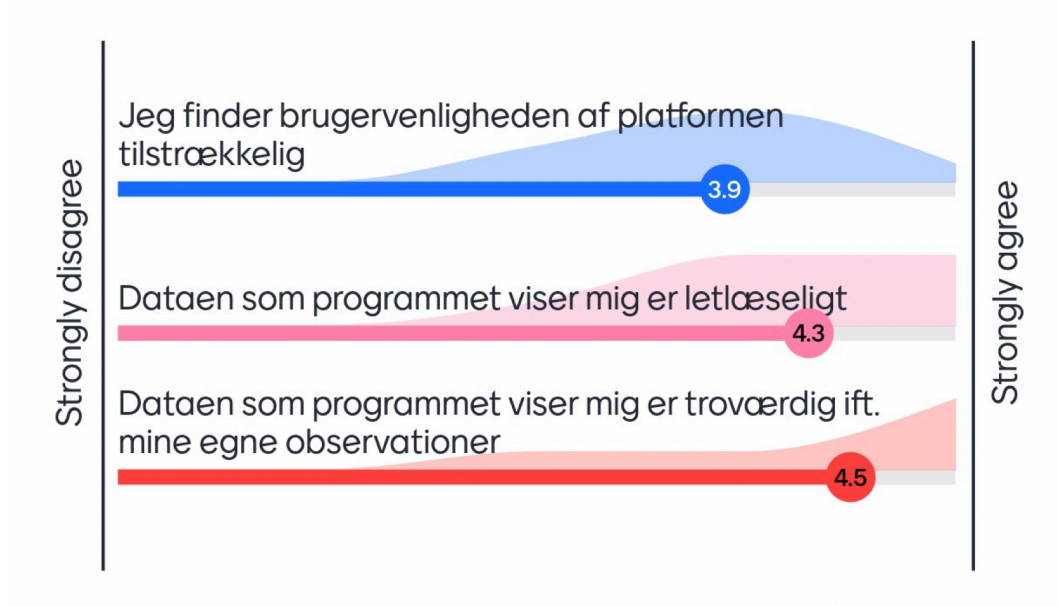 Strongly disagree
Jeg finder brugervenligheden af platformen
tilstrækkelig
3.9
Dataen som programmet viser mig er letlæseligt
4.3
Dataen som programmet viser mig er troværdig ift.
mine egne observationer
4.5
Strongly agree